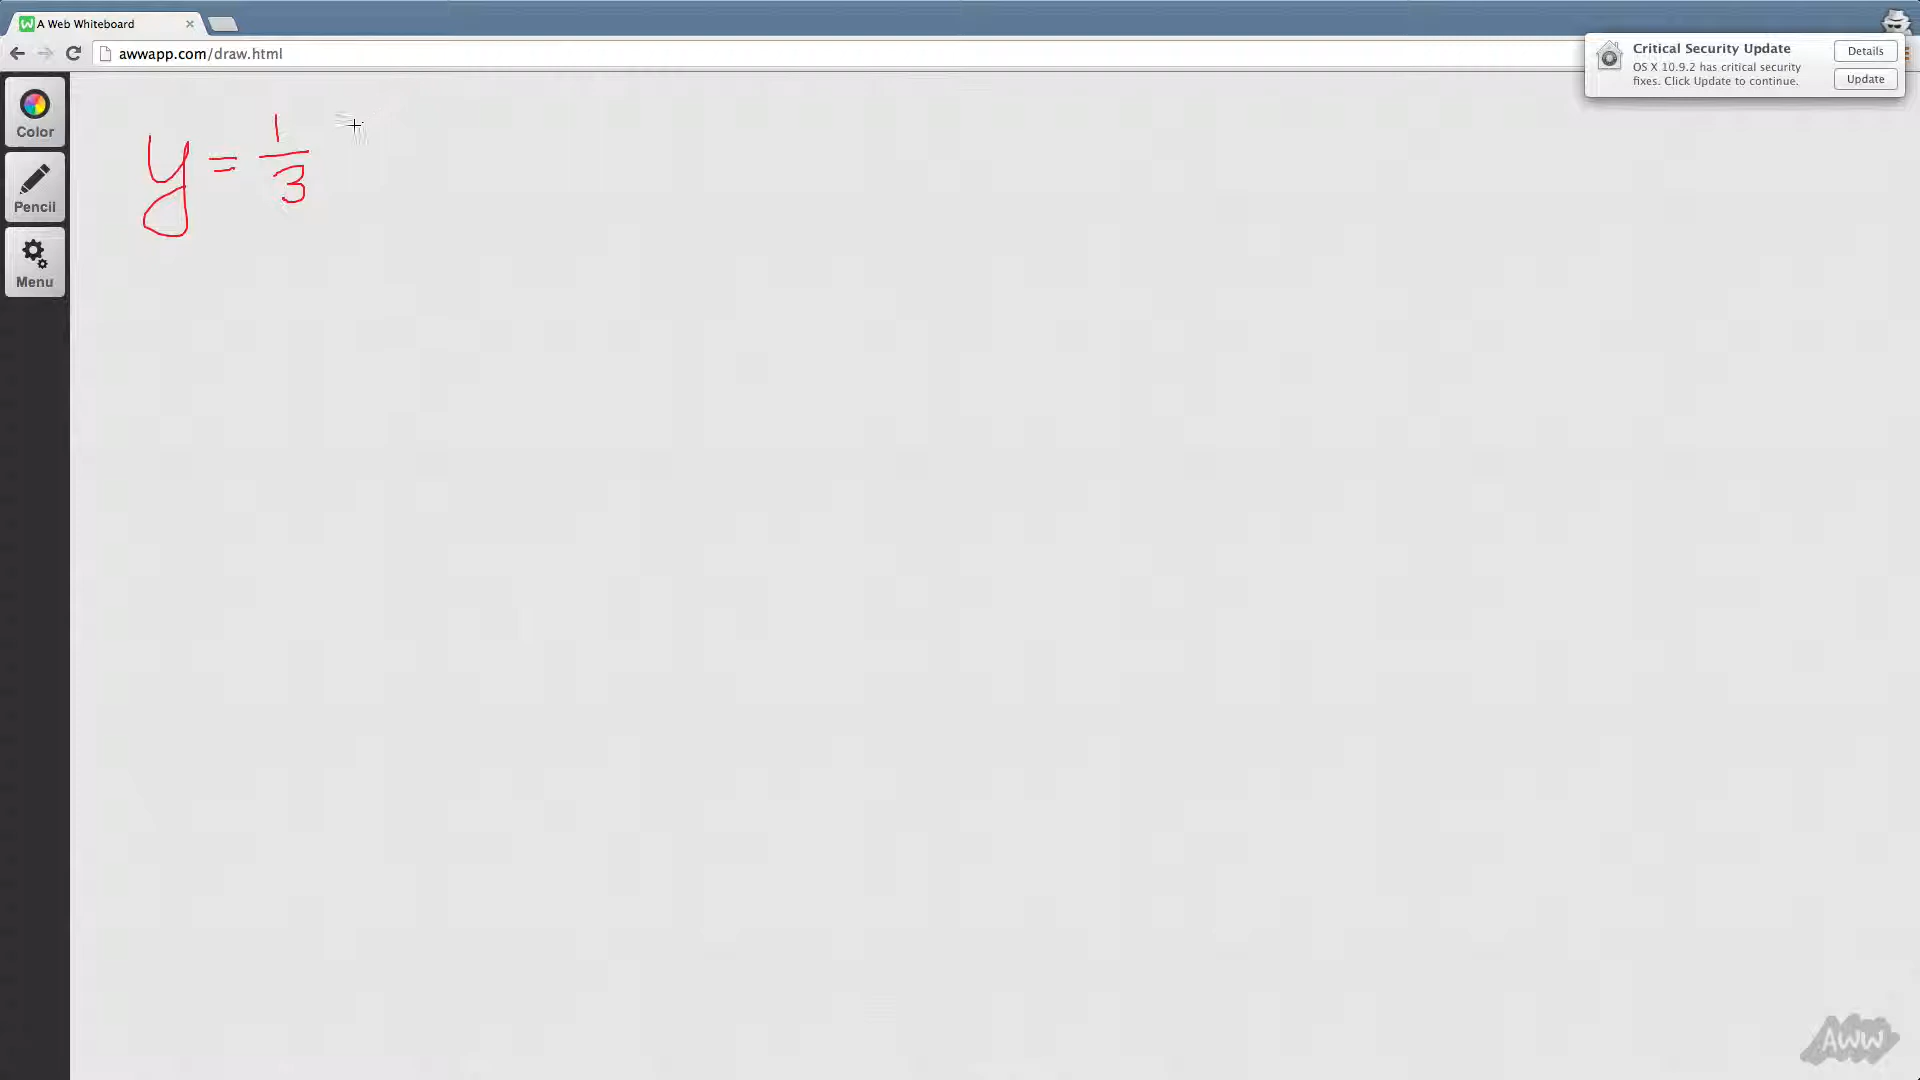 A Web Whiteboard
awwapp.com/draw.html
Critical Security Update
OS X 10.9.2 has critical security
fixes. Click Update to continue.
Details
Update
Color
Pencil
Menu
y = 1/3
AWW